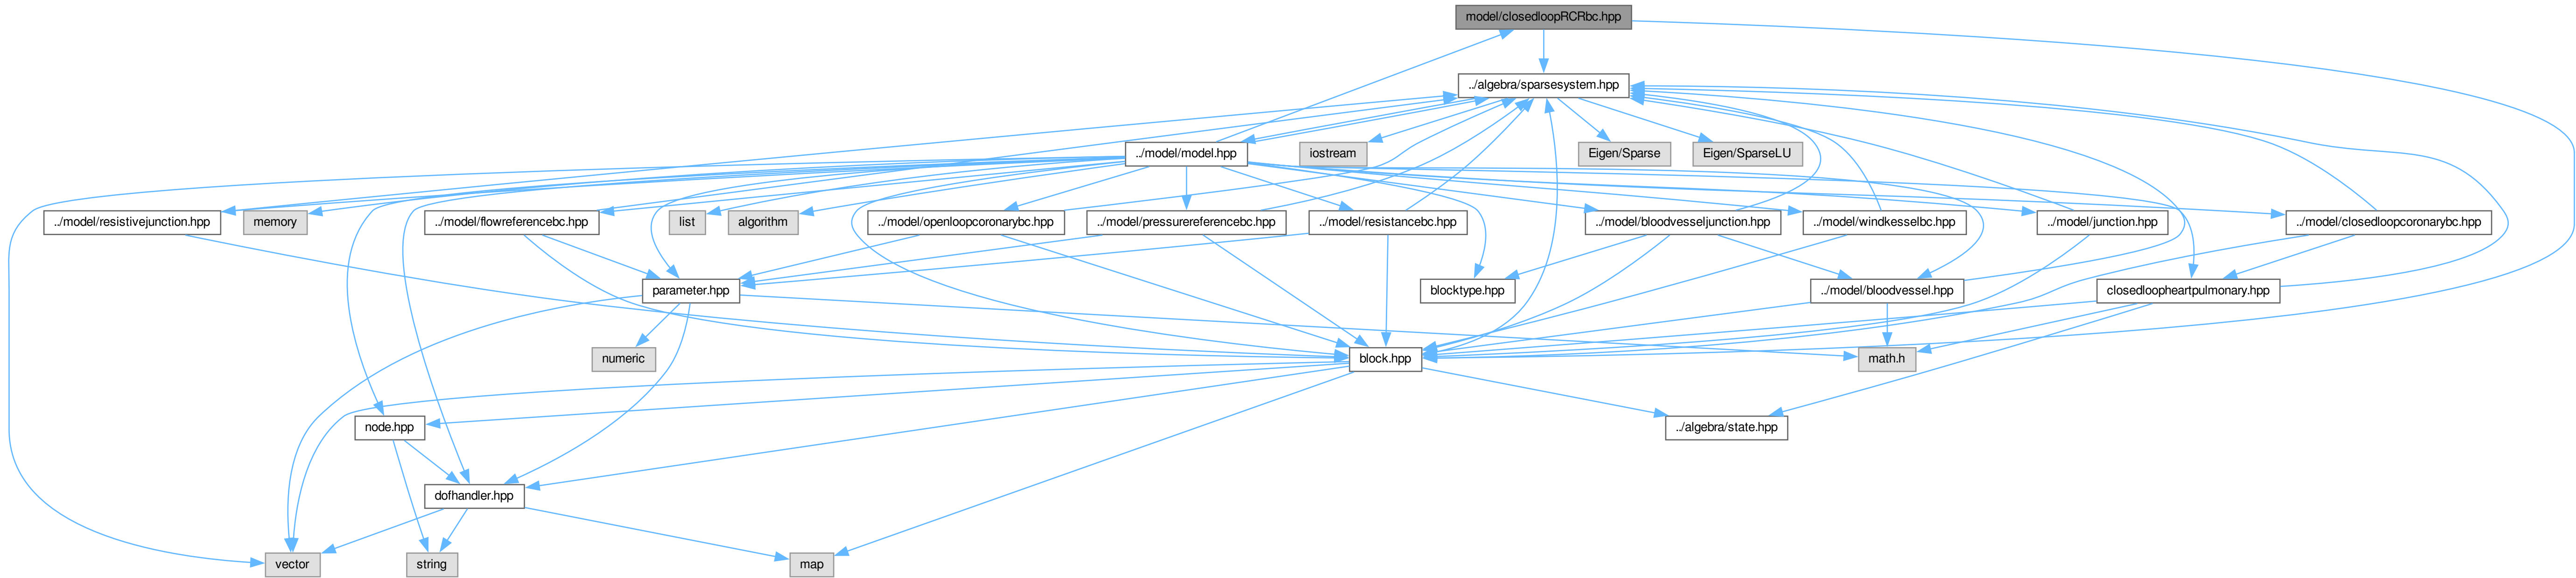 model/closedloopRCRbc.hpp
../algebra/sparsesystem.hpp
../model/model.hpp
iostream
Eigen/Sparse
Eigen/SparseLU
../model/resistivejunction.hpp
memory
../model/flowreferencebc.hpp
list
algorithm
../model/openloopcoronarybc.hpp
../model/pressurereferencebc.hpp
../model/resistancebc.hpp
../model/bloodvesseljunction.hpp
../model/windkesselbc.hpp
../model/junction.hpp
../model/closedloopcoronarybc.hpp
parameter.hpp
blocktype.hpp
../model/bloodvessel.hpp
closedloopheartpulmonary.hpp
numeric
block.hpp
math.h
node.hpp
../algebra/state.hpp
dofhandler.hpp
vector
string
map